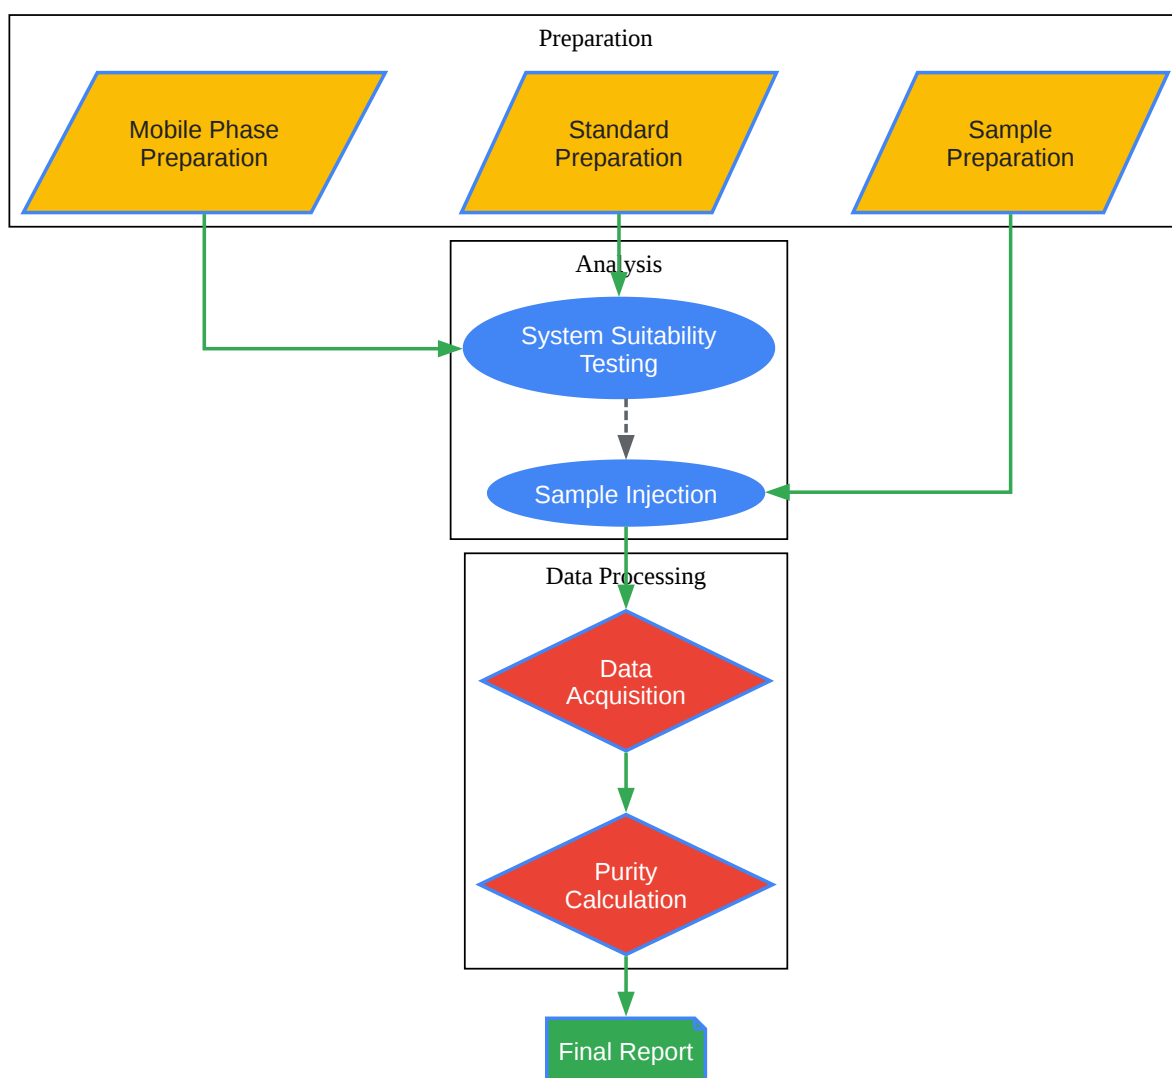 Preparation
Mobile Phase
Preparation
Standard
Preparation
Sample
Preparation
Analysis
System Suitability
Testing
Sample Injection
Data Processing
Data
Acquisition
Purity
Calculation
Final Report